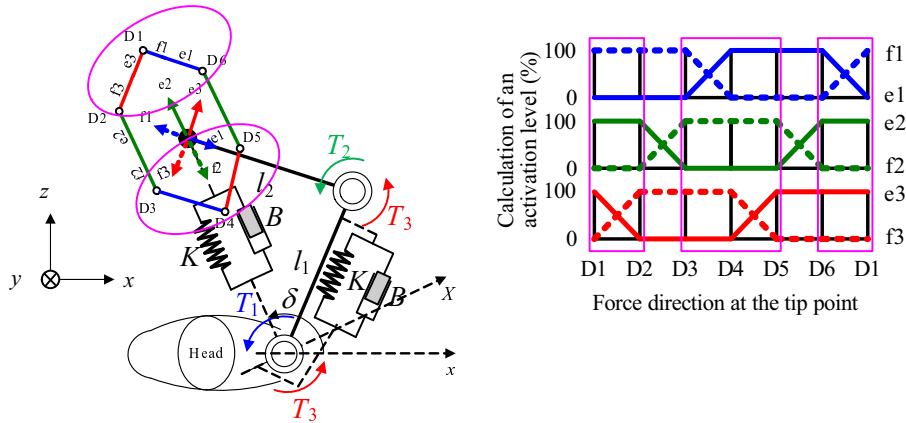 D1
f1
e1
D6
e3
f3
e2
e3
D2
f1
e1
D5
e2
f2
f3
f2
D3
D4
T2
l2
B
T3
K
l1
K
B
z
y
x
T1
δ
X
Head
x
T3
Calculation of an
activation level (%)
100
0
f1
e1
100
0
e2
f2
100
0
e3
f3
D1 D2 D3 D4 D5 D6 D1
Force direction at the tip point